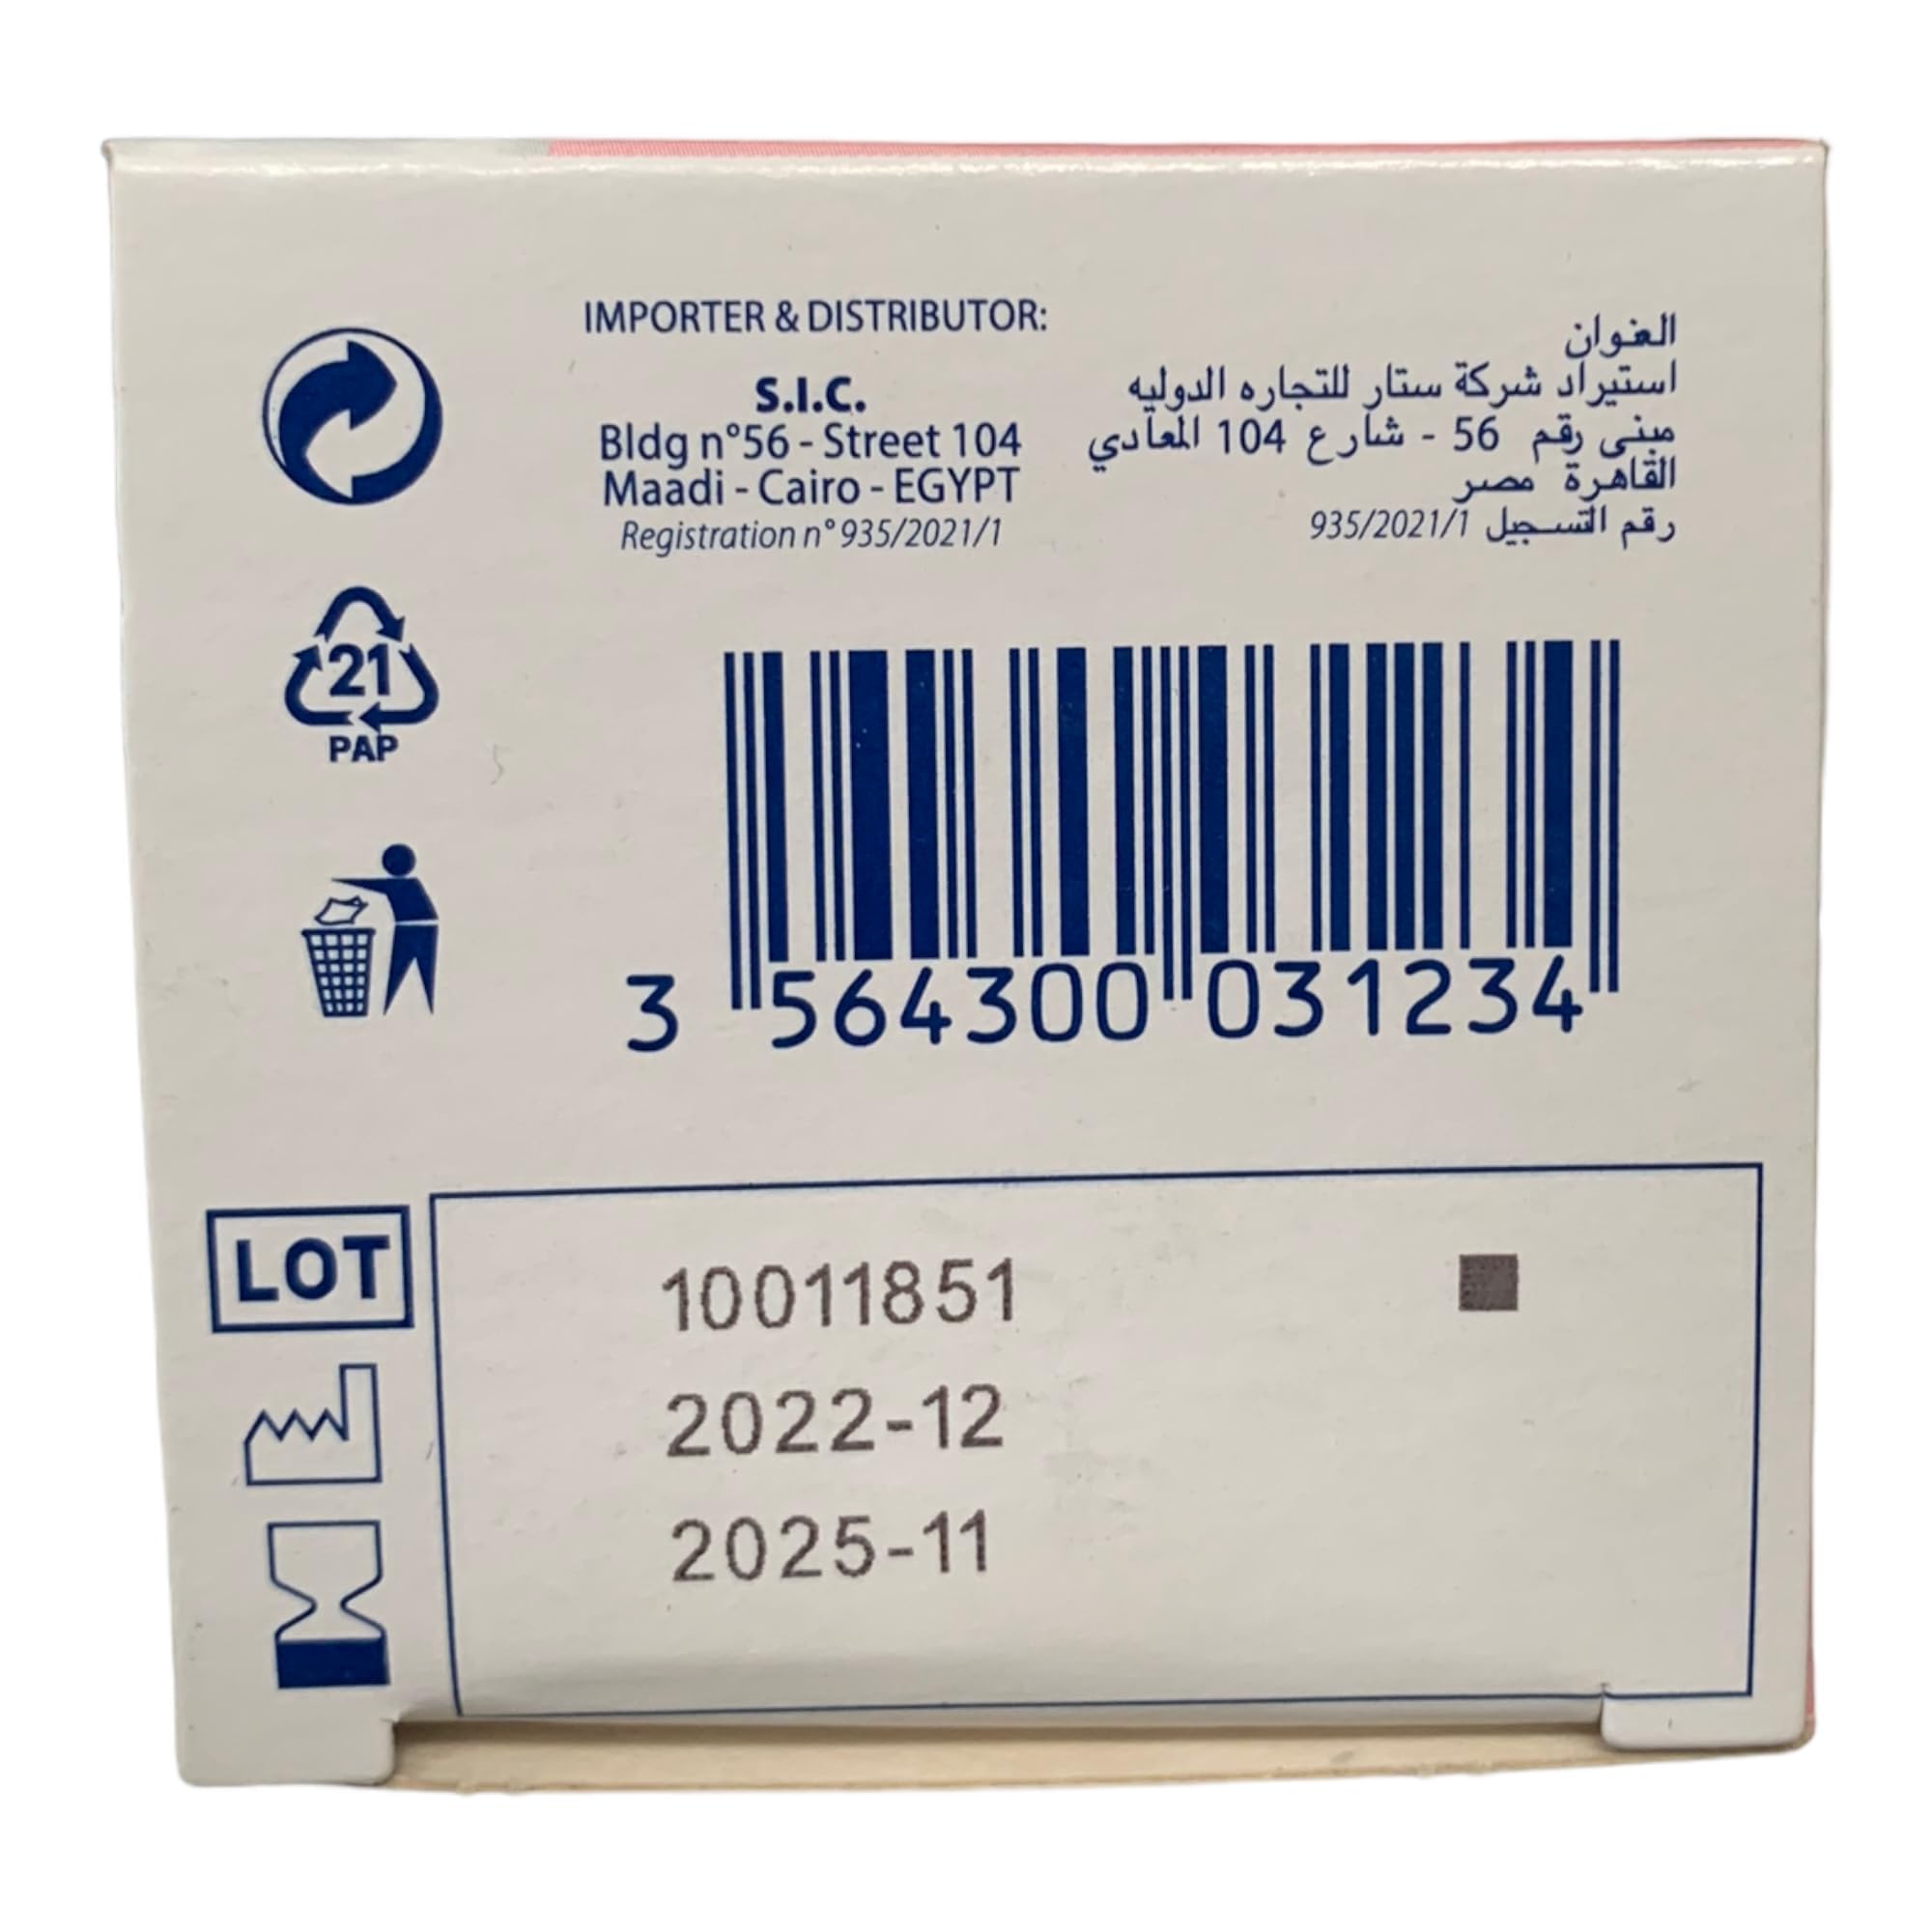 IMPORTER & DISTRIBUTOR:
S.I.C.
Bldg n°56 - Street 104
Maadi - Cairo - EGYPT
Registration n° 935/2021/1
العنوان
استيراد شركة ستار للتجاره الدوليه
مبنى رقم 56 - شارع 104 المعادي
القاهرة مصر
رقم التسجيل 935/2021/1
21
PAP
3 564300 031234
LOT
10011851
2022-12
2025-11